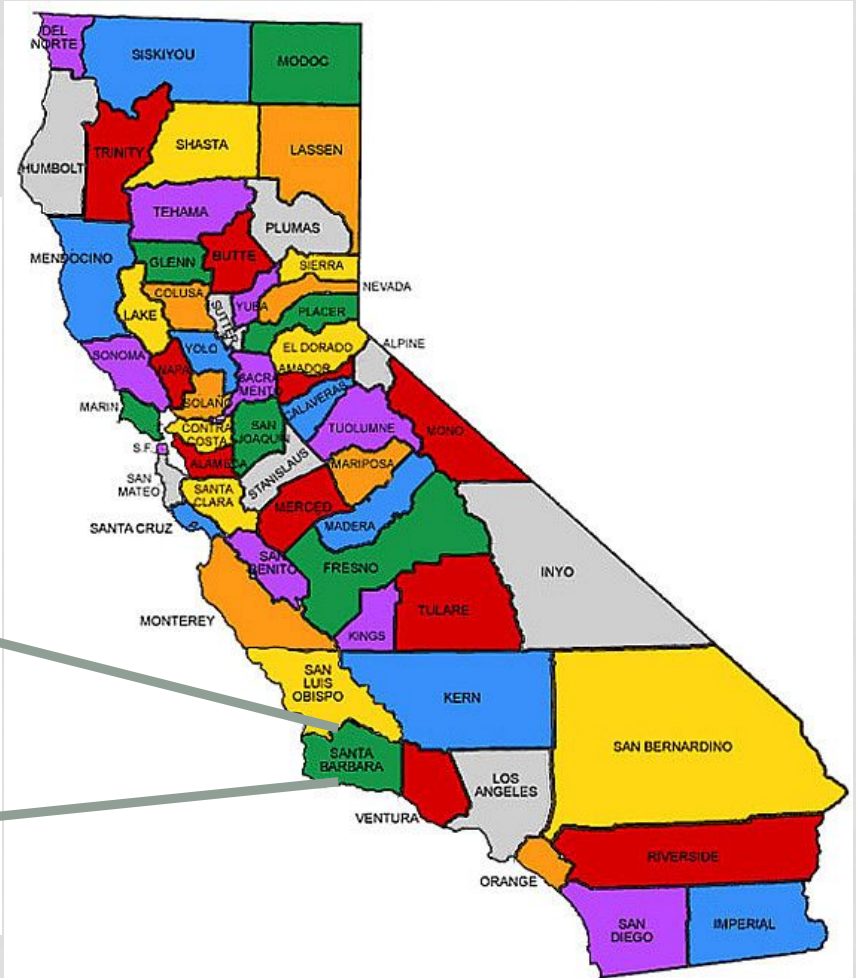 DEL
NORTE
SISKIYOU
MODOC
HUMBOLT
TRINITY
SHASTA
LASSEN
TEHAMA
PLUMAS
MENDOCINO
GLENN
BUTTE
SIERRA
NEVADA
COLUSA
LAKE
SUTTER
YUBA
PLACER
SONOMA
NAPA
YOLO
EL DORADO
ALPINE
SACRA
MENTO
AMADOR
MARIN
SOLANO
CALAVERAS
CONTRA
COSTA
SAN
JOAQUIN
TUOLUMNE
MONO
S.F.
ALAMEDA
STANISLAUS
MARIPOSA
SAN
MATEO
SANTA
CLARA
MERCED
SANTA CRUZ
MADERA
SAN
BENITO
FRESNO
INYO
MONTEREY
KINGS
TULARE
SAN
LUIS
OBISPO
KERN
SAN BERNARDINO
SANTA
BARBARA
LOS
ANGELES
VENTURA
ORANGE
RIVERSIDE
SAN
DIEGO
IMPERIAL